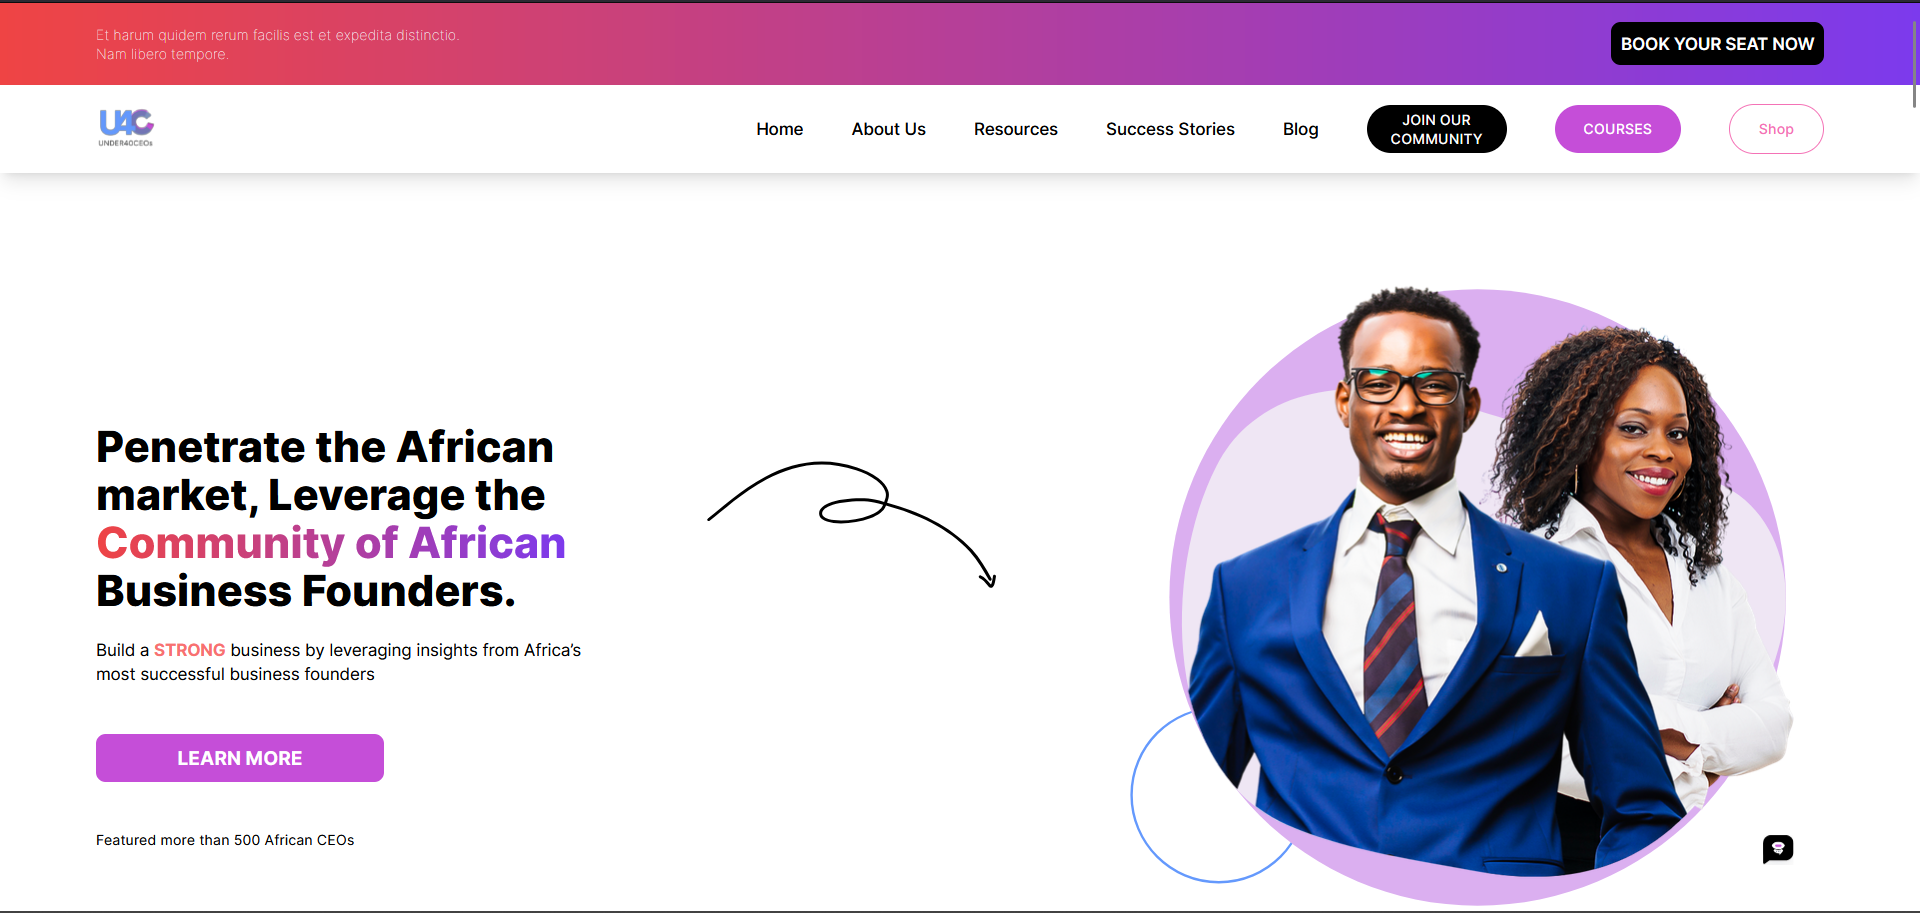 Et harum quidem rerum facilis est et expedita distinctio.
Nam libero tempore.
BOOK YOUR SEAT NOW
U4C
UNDER40CEOs
Home
About Us
Resources
Success Stories
Blog
JOIN OUR
COMMUNITY
COURSES
Shop
Penetrate the African
market, Leverage the
Community of African
Business Founders.
Build a STRONG business by leveraging insights from Africa’s
most successful business founders
LEARN MORE
Featured more than 500 African CEOs